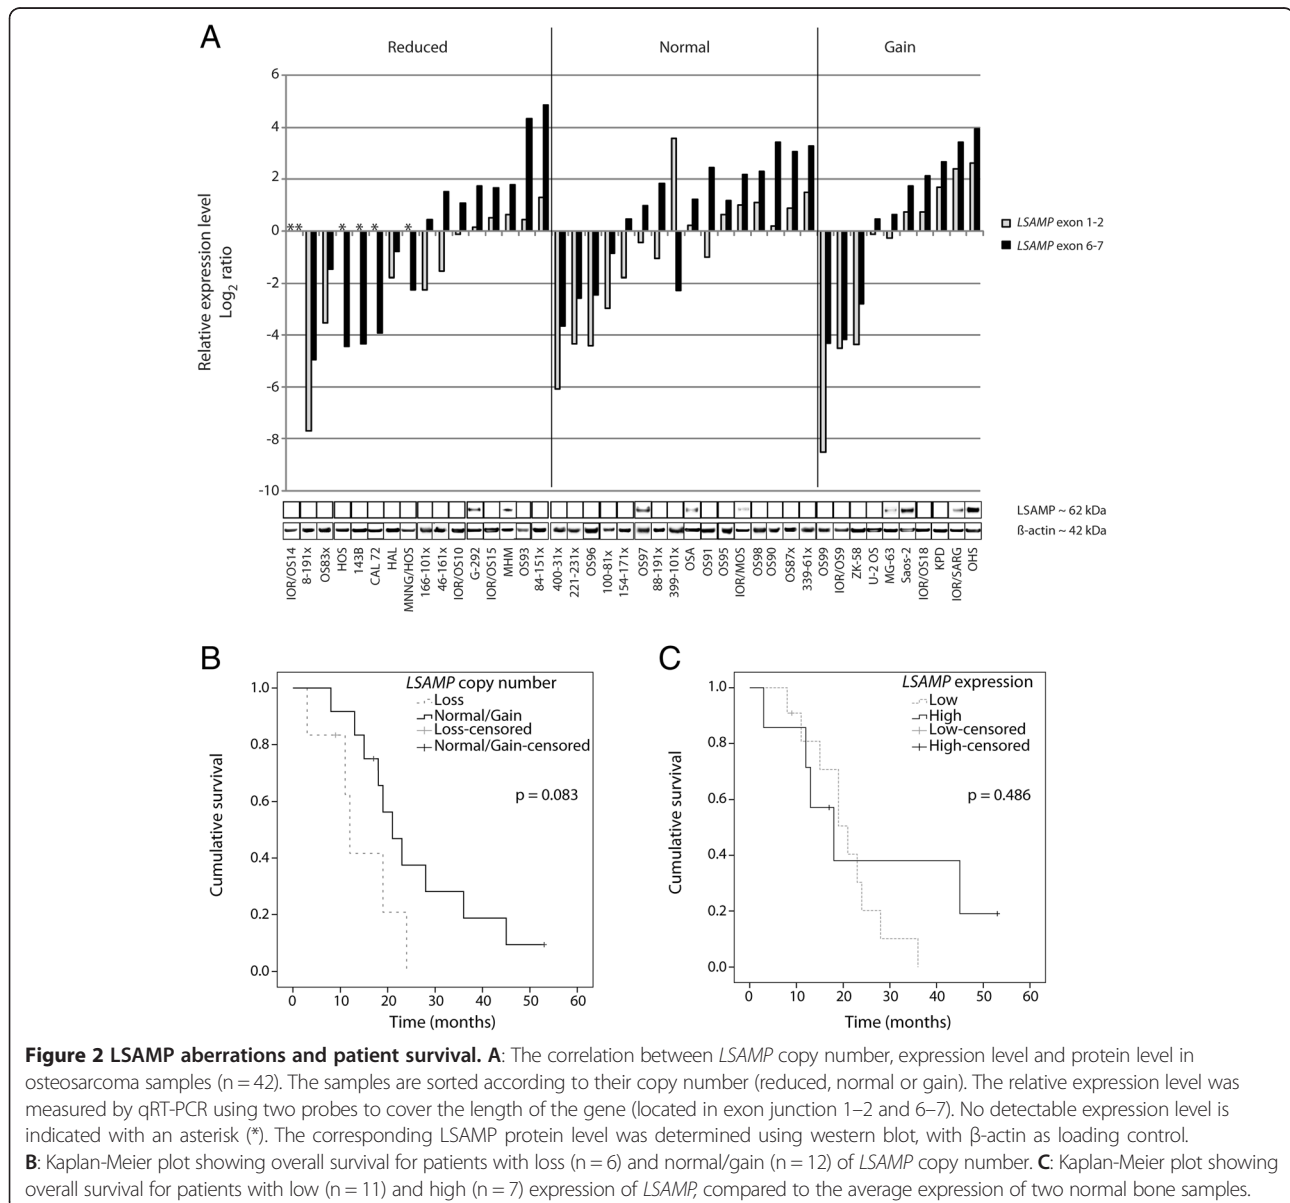 A
Reduced
Normal
Gain
6
4
2
0
-2
-4
-6
-8
-10
Relative expression level
Log2 ratio
** * * * *
LSAMP exon 1-2
LSAMP exon 6-7
LSAMP ~ 62 kDa
ß-actin ~ 42 kDa
IOR/OS14
8-191x
OS83x
HOS
143B
CAL 72
HAL
MNNG/HOS
166-101x
46-161x
IOR/OS10
G-292
IOR/OS15
MHM
OS93
84-151x
400-31x
221-231x
OS96
100-81x
154-171x
OS97
88-191x
399-101x
OSA
OS91
OS95
IOR/MOS
OS98
OS90
OS87x
339-61x
OS99
IOR/OS9
ZK-58
U-2 OS
MG-63
Saos-2
IOR/OS18
KPD
IOR/SARG
OHS
B
LSAMP copy number
Loss
Normal/Gain
Loss-censored
Normal/Gain-censored
p = 0.083
1.0
0.8
0.6
0.4
0.2
0.0
Cumulative survival
0 10 20 30 40 50 60
Time (months)
C
LSAMP expression
Low
High
Low-censored
High-censored
p = 0.486
1.0
0.8
0.6
0.4
0.2
0.0
Cumulative survival
0 10 20 30 40 50 60
Time (months)
Figure 2 LSAMP aberrations and patient survival. A: The correlation between LSAMP copy number, expression level and protein level in
osteosarcoma samples (n = 42). The samples are sorted according to their copy number (reduced, normal or gain). The relative expression level was
measured by qRT-PCR using two probes to cover the length of the gene (located in exon junction 1–2 and 6–7). No detectable expression level is
indicated with an asterisk (*). The corresponding LSAMP protein level was determined using western blot, with β-actin as loading control.
B: Kaplan-Meier plot showing overall survival for patients with loss (n = 6) and normal/gain (n = 12) of LSAMP copy number. C: Kaplan-Meier plot showing
overall survival for patients with low (n = 11) and high (n = 7) expression of LSAMP, compared to the average expression of two normal bone samples.